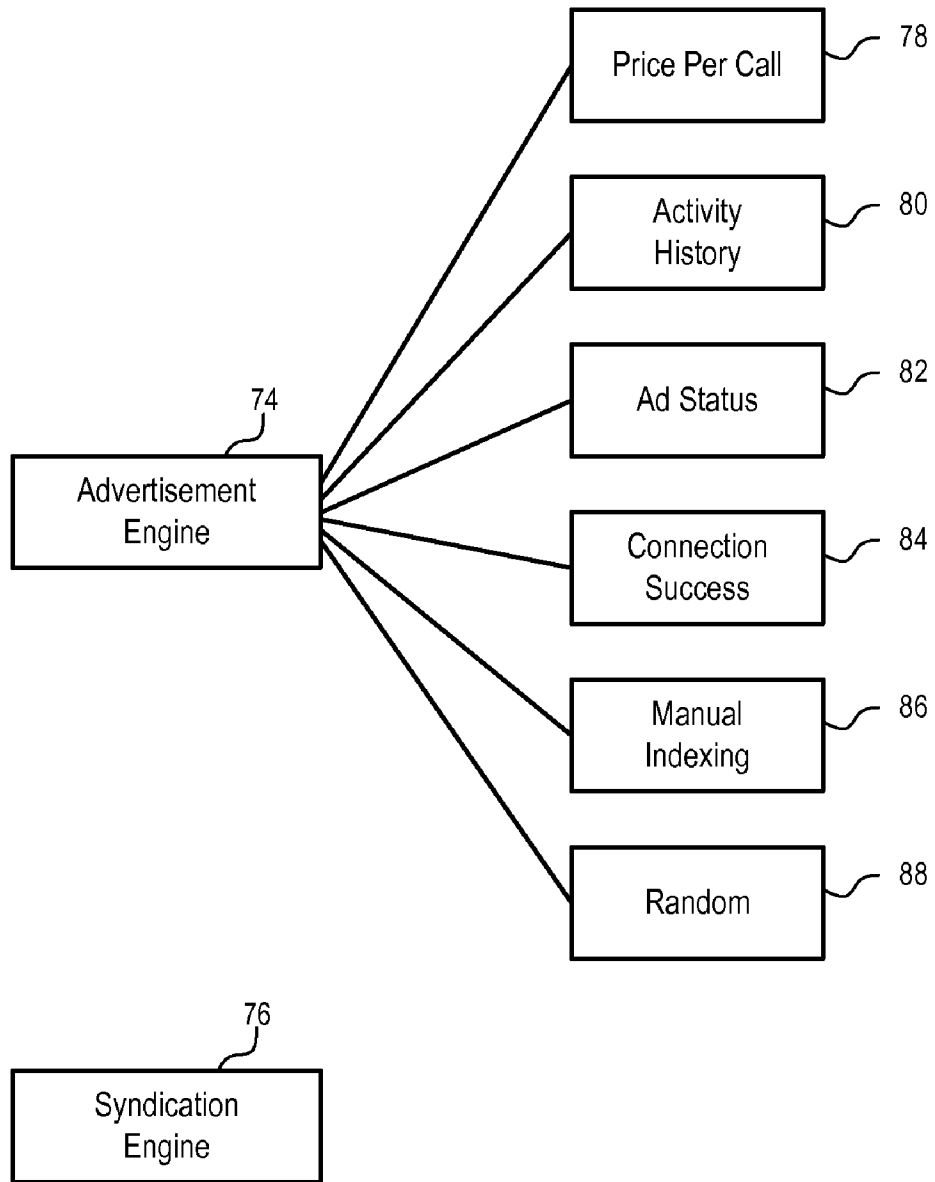 Price Per Call
78
Activity
History
80
Ad Status
82
74
Advertisement
Engine
Connection
Success
84
Manual
Indexing
86
Random
88
76
Syndication
Engine